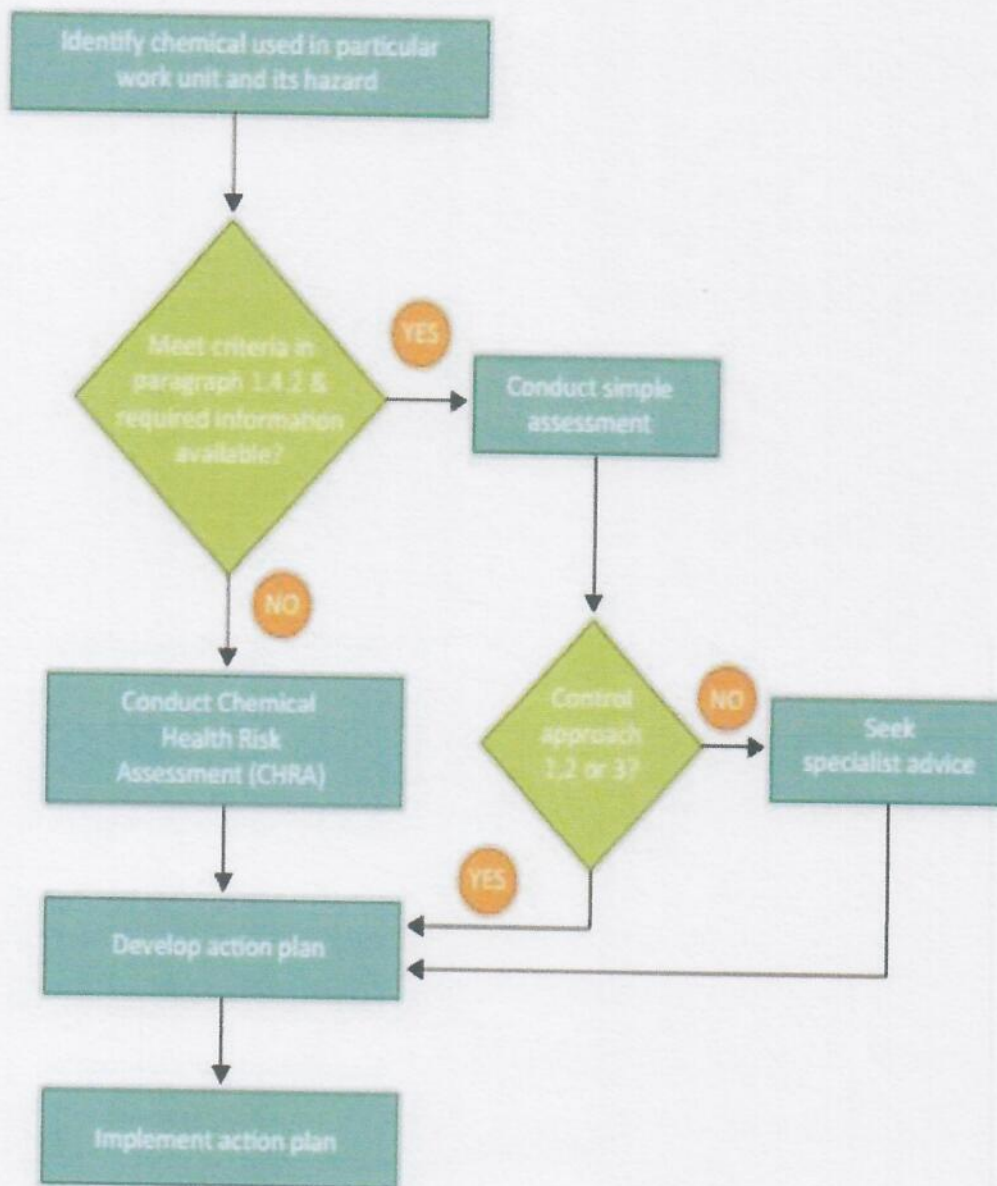 Identify chemical used in particular
work unit and its hazard
Meet criteria in
paragraph 1.4.2 &
required information
available?
YES
Conduct simple
assessment
NO
Conduct Chemical
Health Risk
Assessment (CHRA)
Control
approach
1,2 or 3?
NO
Seek
specialist advice
YES
Develop action plan
Implement action plan